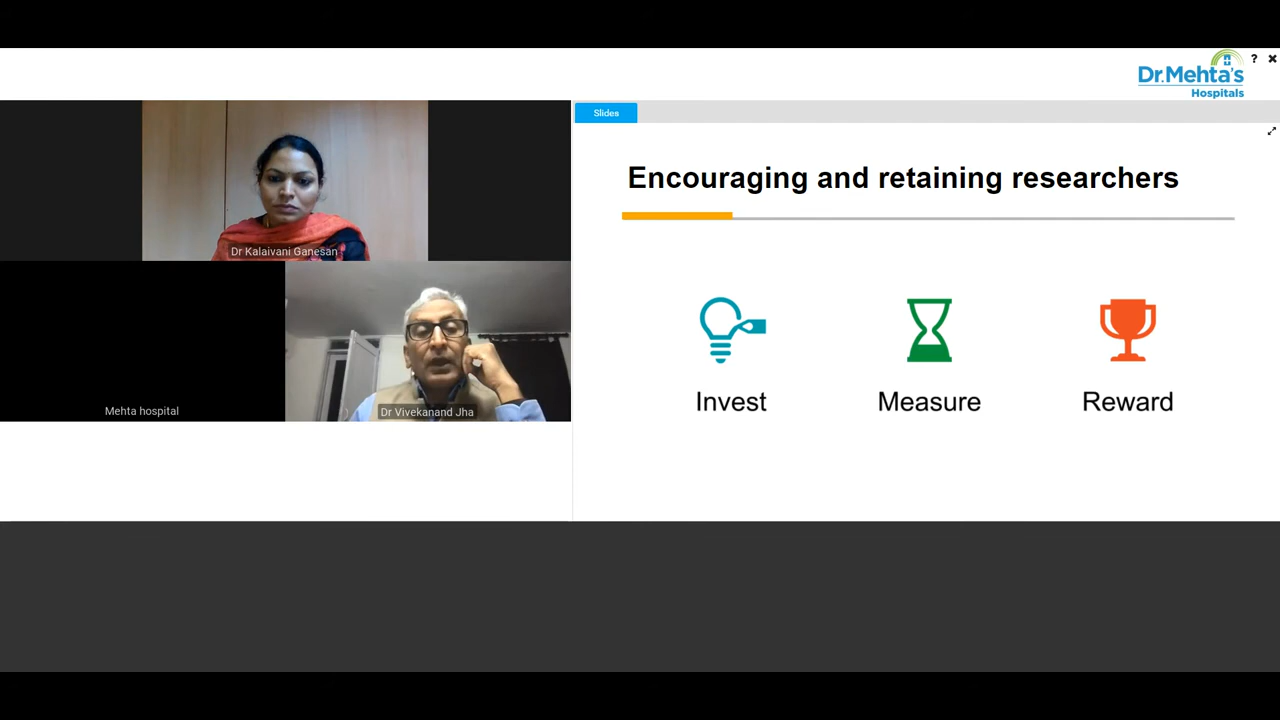 Dr.Mehta's
Hospitals
? ✖
Slides
Dr Kalaivani Ganesan
Mehta hospital
Dr Vivekanand Jha
Encouraging and retaining researchers
Invest
Measure
Reward